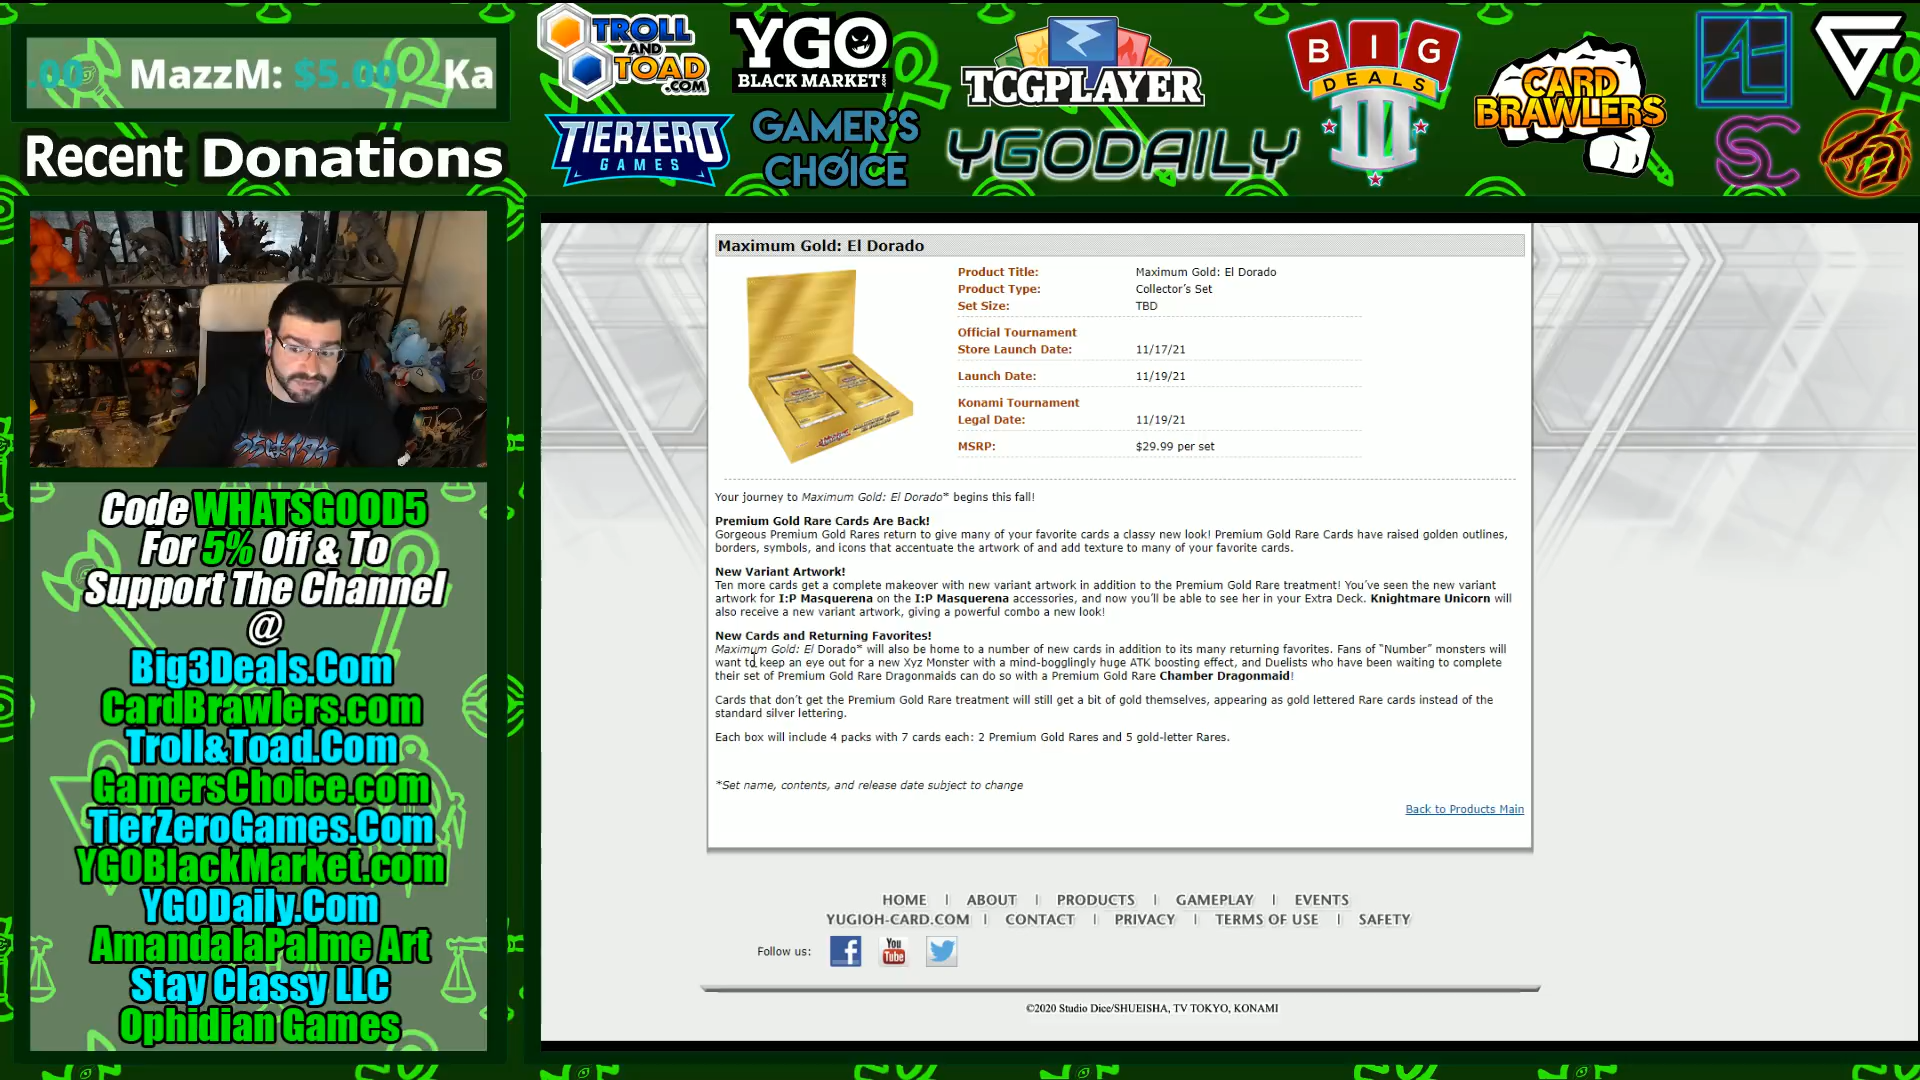 .00 MazzM: $5.00 Ka
Recent Donations
TROLL AND TOAD .COM
YGO BLACK MARKET
TCGPLAYER
BIG DEALS III
CARD BRAWLERS
TIERZERO GAMES
GAMER'S CHOICE
YGODAILY
Code WHATSGOOD5
For 5% Off & To
Support The Channel
@
Big3Deals.Com
CardBrawlers.com
Troll&Toad.Com
GamersChoice.com
TierZeroGames.Com
YGOBlackMarket.com
YGODaily.Com
AmandalaPalme Art
Stay Classy LLC
Ophidian Games
Maximum Gold: El Dorado
Product Title: Maximum Gold: El Dorado
Product Type: Collector's Set
Set Size: TBD
Official Tournament
Store Launch Date: 11/17/21
Launch Date: 11/19/21
Konami Tournament
Legal Date: 11/19/21
MSRP: $29.99 per set
Your journey to Maximum Gold: El Dorado* begins this fall!
Premium Gold Rare Cards Are Back!
Gorgeous Premium Gold Rares return to give many of your favorite cards a classy new look! Premium Gold Rare Cards have raised golden outlines,
borders, symbols, and icons that accentuate the artwork of and add texture to many of your favorite cards.
New Variant Artwork!
Ten more cards get a complete makeover with new variant artwork in addition to the Premium Gold Rare treatment! You've seen the new variant
artwork for I:P Masquerena on the I:P Masquerena accessories, and now you'll be able to see her in your Extra Deck. Knightmare Unicorn will
also receive a new variant artwork, giving a powerful combo a new look!
New Cards and Returning Favorites!
Maximum Gold: El Dorado* will also be home to a number of new cards in addition to its many returning favorites. Fans of "Number" monsters will
want to keep an eye out for a new Xyz Monster with a mind-bogglingly huge ATK boosting effect, and Duelists who have been waiting to complete
their set of Premium Gold Rare Dragonmaids can do so with a Premium Gold Rare Chamber Dragonmaid!
Cards that don't get the Premium Gold Rare treatment will still get a bit of gold themselves, appearing as gold lettered Rare cards instead of the
standard silver lettering.
Each box will include 4 packs with 7 cards each: 2 Premium Gold Rares and 5 gold-letter Rares.
*Set name, contents, and release date subject to change
Back to Products Main
HOME | ABOUT | PRODUCTS | GAMEPLAY | EVENTS
YUGIOH-CARD.COM | CONTACT | PRIVACY | TERMS OF USE | SAFETY
Follow us:
You Tube
©2020 Studio Dice/SHUEISHA, TV TOKYO, KONAMI